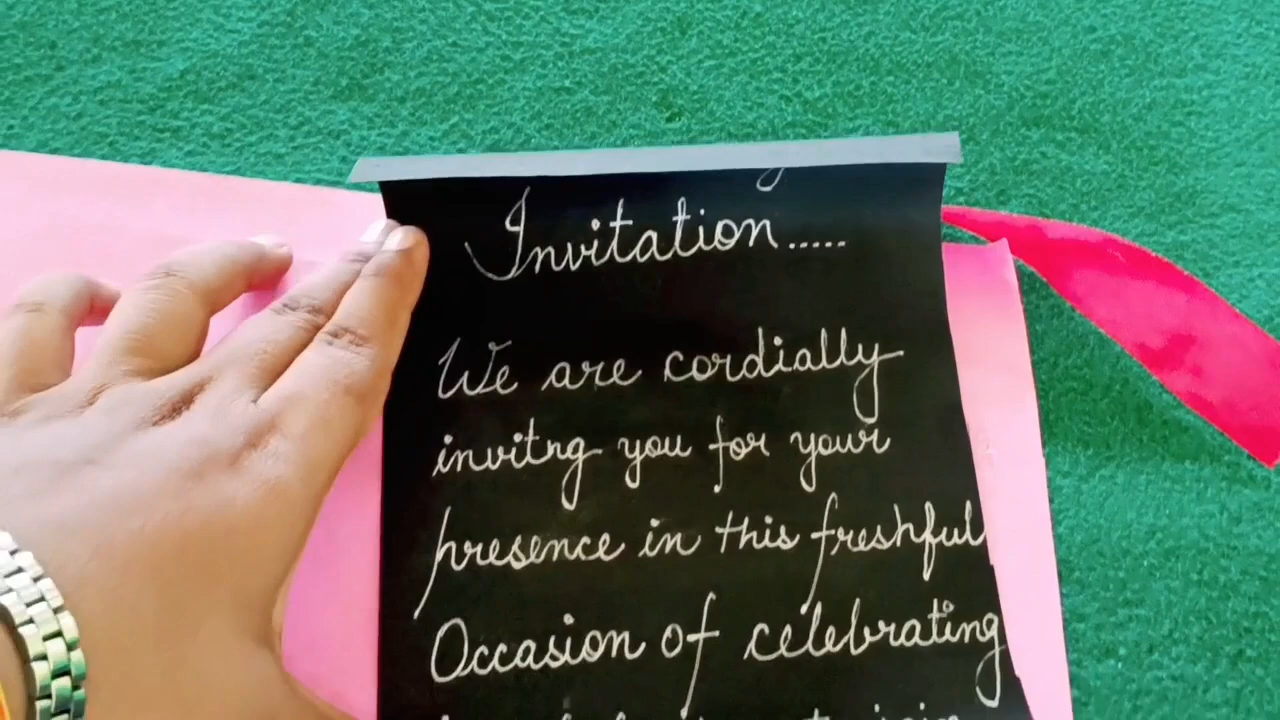 Invitation.....
We are cordially
invitng you for your
presence in this freshful
Occasion of celebrating